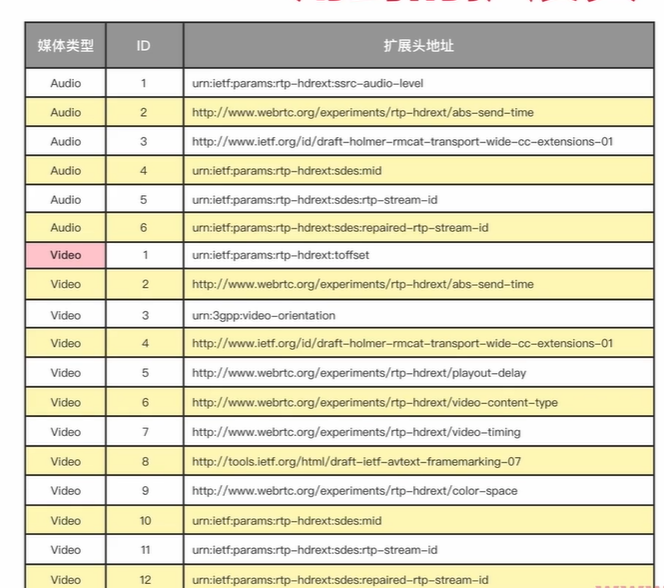 媒体类型 ID 扩展头地址
Audio 1 urn:ietf:params:rtp-hdrext:ssrc-audio-level
Audio 2 http://www.webrtc.org/experiments/rtp-hdrext/abs-send-time
Audio 3 http://www.ietf.org/id/draft-holmer-rmcat-transport-wide-cc-extensions-01
Audio 4 urn:ietf:params:rtp-hdrext:sdes:mid
Audio 5 urn:ietf:params:rtp-hdrext:sdes:rtp-stream-id
Audio 6 urn:ietf:params:rtp-hdrext:sdes:repaired-rtp-stream-id
Video 1 urn:ietf:params:rtp-hdrext:toffset
Video 2 http://www.webrtc.org/experiments/rtp-hdrext/abs-send-time
Video 3 urn:3gpp:video-orientation
Video 4 http://www.ietf.org/id/draft-holmer-rmcat-transport-wide-cc-extensions-01
Video 5 http://www.webrtc.org/experiments/rtp-hdrext/playout-delay
Video 6 http://www.webrtc.org/experiments/rtp-hdrext/video-content-type
Video 7 http://www.webrtc.org/experiments/rtp-hdrext/video-timing
Video 8 http://tools.ietf.org/html/draft-ietf-avtext-framemarking-07
Video 9 http://www.webrtc.org/experiments/rtp-hdrext/color-space
Video 10 urn:ietf:params:rtp-hdrext:sdes:mid
Video 11 urn:ietf:params:rtp-hdrext:sdes:rtp-stream-id
Video 12 urn:ietf:params:rtp-hdrext:sdes:repaired-rtp-stream-id